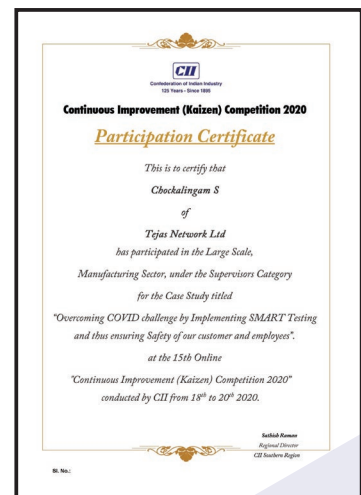 CII
Confederation of Indian Industry
125 Years - Since 1895
Continuous Improvement (Kaizen) Competition 2020
Participation Certificate
This is to certify that
Chockalingam S
of
Tejas Network Ltd
has participated in the Large Scale,
Manufacturing Sector, under the Supervisors Category
for the Case Study titled
"Overcoming COVID challenge by Implementing SMART Testing
and thus ensuring Safety of our customer and employees".
at the 15th Online
"Continuous Improvement (Kaizen) Competition 2020"
conducted by CII from 18th to 20th 2020.
Sathish Raman
Regional Director
CII Southern Region
Sl. No.: